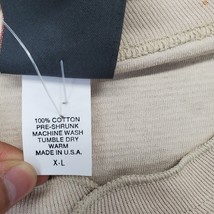 100% COTTON
PRE-SHRUNK
MACHINE WASH
TUMBLE DRY
WARM
MADE IN U.S.A.
X-L